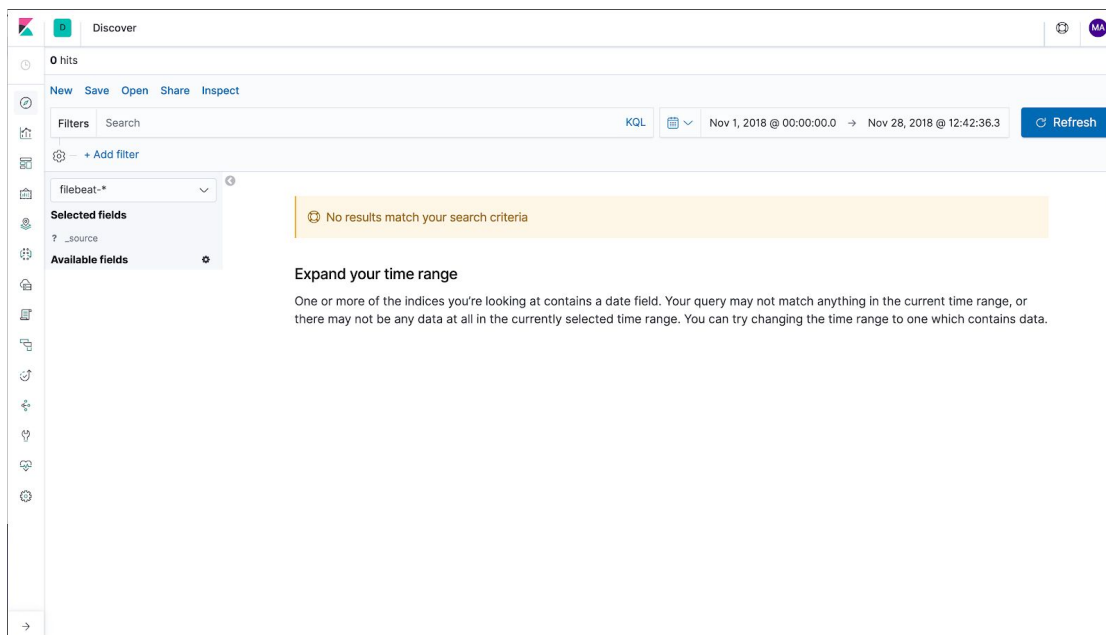 D Discover MA
0 hits
New Save Open Share Inspect
Filters Search KQL Nov 1, 2018 @ 00:00:00.0 → Nov 28, 2018 @ 12:42:36.3 Refresh
+ Add filter
filebeat-*
Selected fields
? _source
Available fields
No results match your search criteria
Expand your time range
One or more of the indices you're looking at contains a date field. Your query may not match anything in the current time range, or
there may not be any data at all in the currently selected time range. You can try changing the time range to one which contains data.